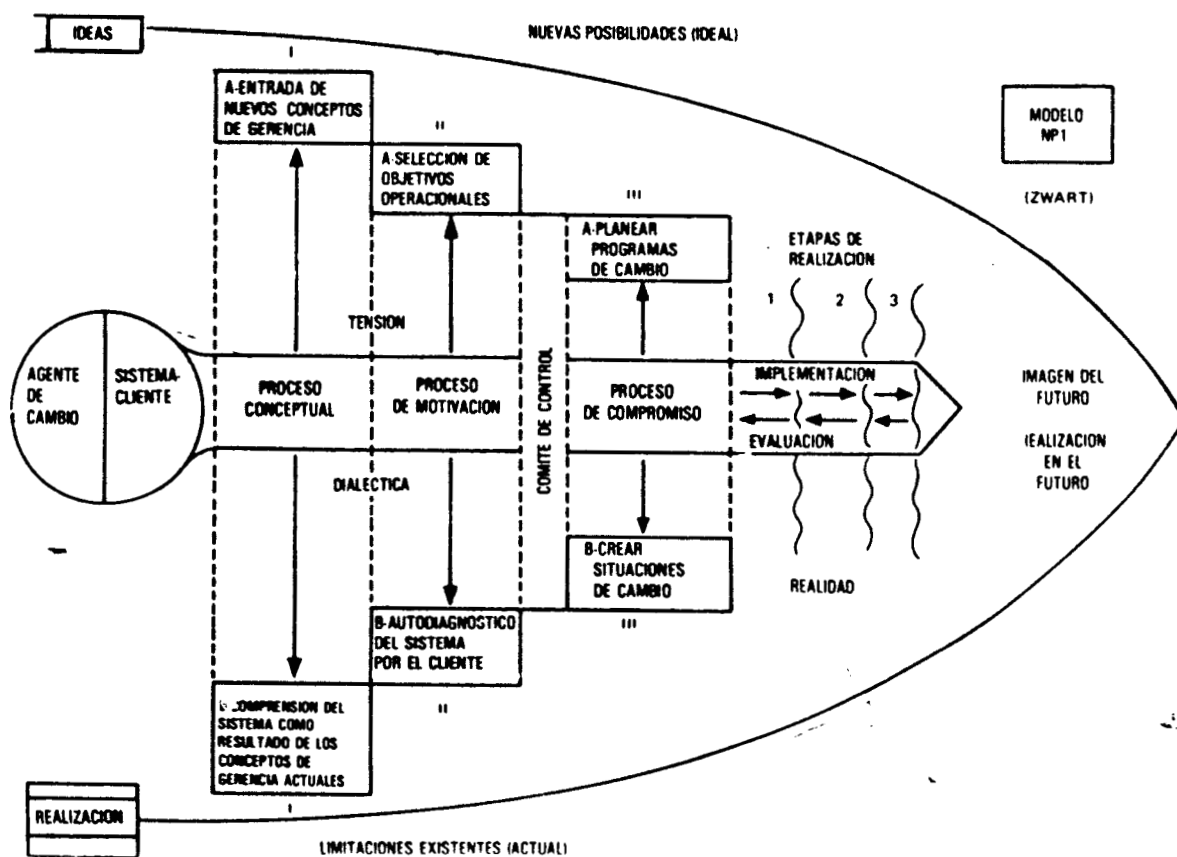 IDEAS
NUEVAS POSIBILIDADES (IDEAL)
I
A-ENTRADA DE
NUEVOS CONCEPTOS
DE GERENCIA
II
A-SELECCION DE
OBJETIVOS
OPERACIONALES
III
A-PLANEAR
PROGRAMAS
DE CAMBIO
MODELO
NP1
(ZWART)
ETAPAS DE
REALIZACIÓN
1
2
3
TENSION
AGENTE
DE
CAMBIO
SISTEMA-
CLIENTE
PROCESO
CONCEPTUAL
PROCESO
DE MOTIVACION
COMITE DE CONTROL
PROCESO
DE COMPROMISO
IMPLEMENTACION
EVALUACION
IMAGEN DEL
FUTURO
EN EL
FUTURO
DIALECTICA
B-CREAR
SITUACIONES
DE CAMBIO
III
REALIDAD
B-AUTODIAGNOSTICO
DEL SISTEMA
POR EL CLIENTE
II
COMPRENSION DEL
SISTEMA COMO
RESULTADO DE LOS
CONCEPTOS DE
GERENCIA ACTUALES
I
REALIZACION
LIMITACIONES EXISTENTES (ACTUAL)